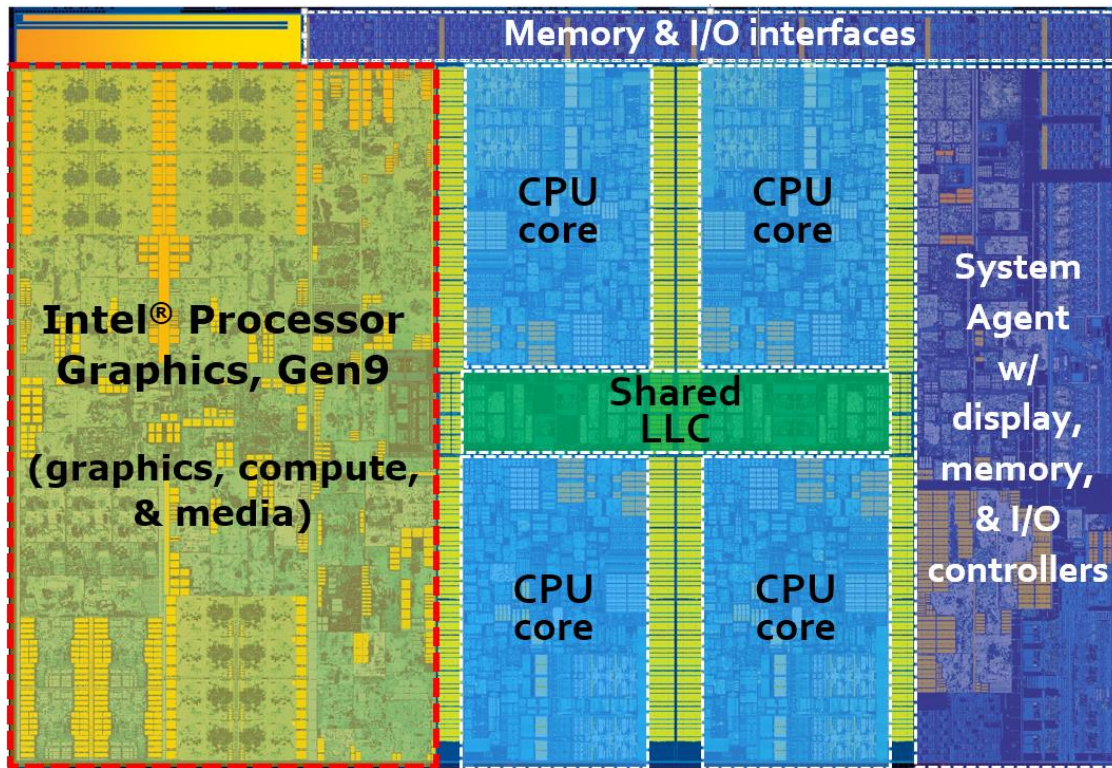 Memory & I/O interfaces
CPU
core
CPU
core
Intel® Processor
Graphics, Gen9
(graphics, compute,
& media)
Shared
LLC
System
Agent
w/
display,
memory,
& I/O
controllers
CPU
core
CPU
core